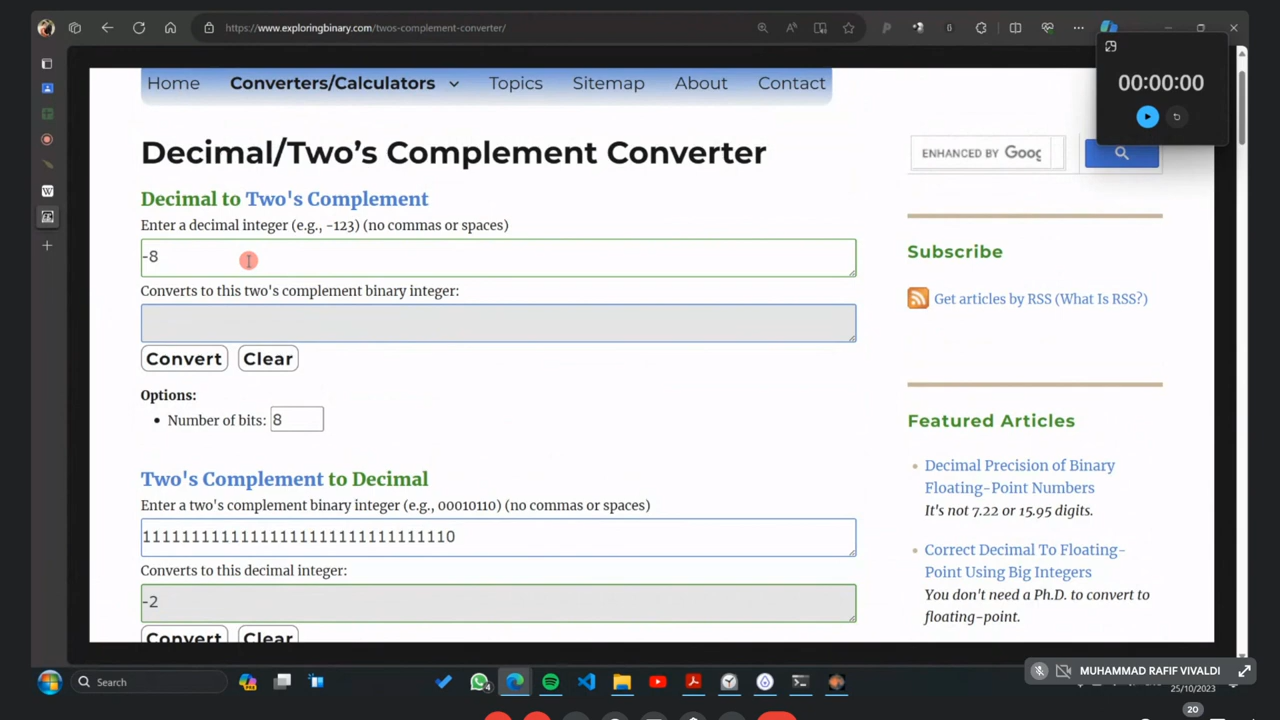 https://www.exploringbinary.com/twos-complement-converter/
00:00:00
Home Converters/Calculators Topics Sitemap About Contact
Decimal/Two's Complement Converter
ENHANCED BY Goog
Decimal to Two's Complement
Enter a decimal integer (e.g., -123) (no commas or spaces)
-8
Converts to this two's complement binary integer:
Convert Clear
Options:
• Number of bits: 8
Two's Complement to Decimal
Enter a two's complement binary integer (e.g., 00010110) (no commas or spaces)
11111111111111111111111111111110
Converts to this decimal integer:
-2
Convert Clear
Subscribe
Get articles by RSS (What Is RSS?)
Featured Articles
Decimal Precision of Binary
Floating-Point Numbers
It's not 7.22 or 15.95 digits.
Correct Decimal To Floating-
Point Using Big Integers
You don't need a Ph.D. to convert to
floating-point.
Search
MUHAMMAD RAFIF VIVALDI
25/10/2023
20